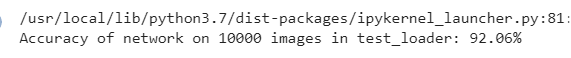 /usr/local/lib/python3.7/dist-packages/ipykernel_launcher.py:81:
Accuracy of network on 10000 images in test_loader: 92.06%